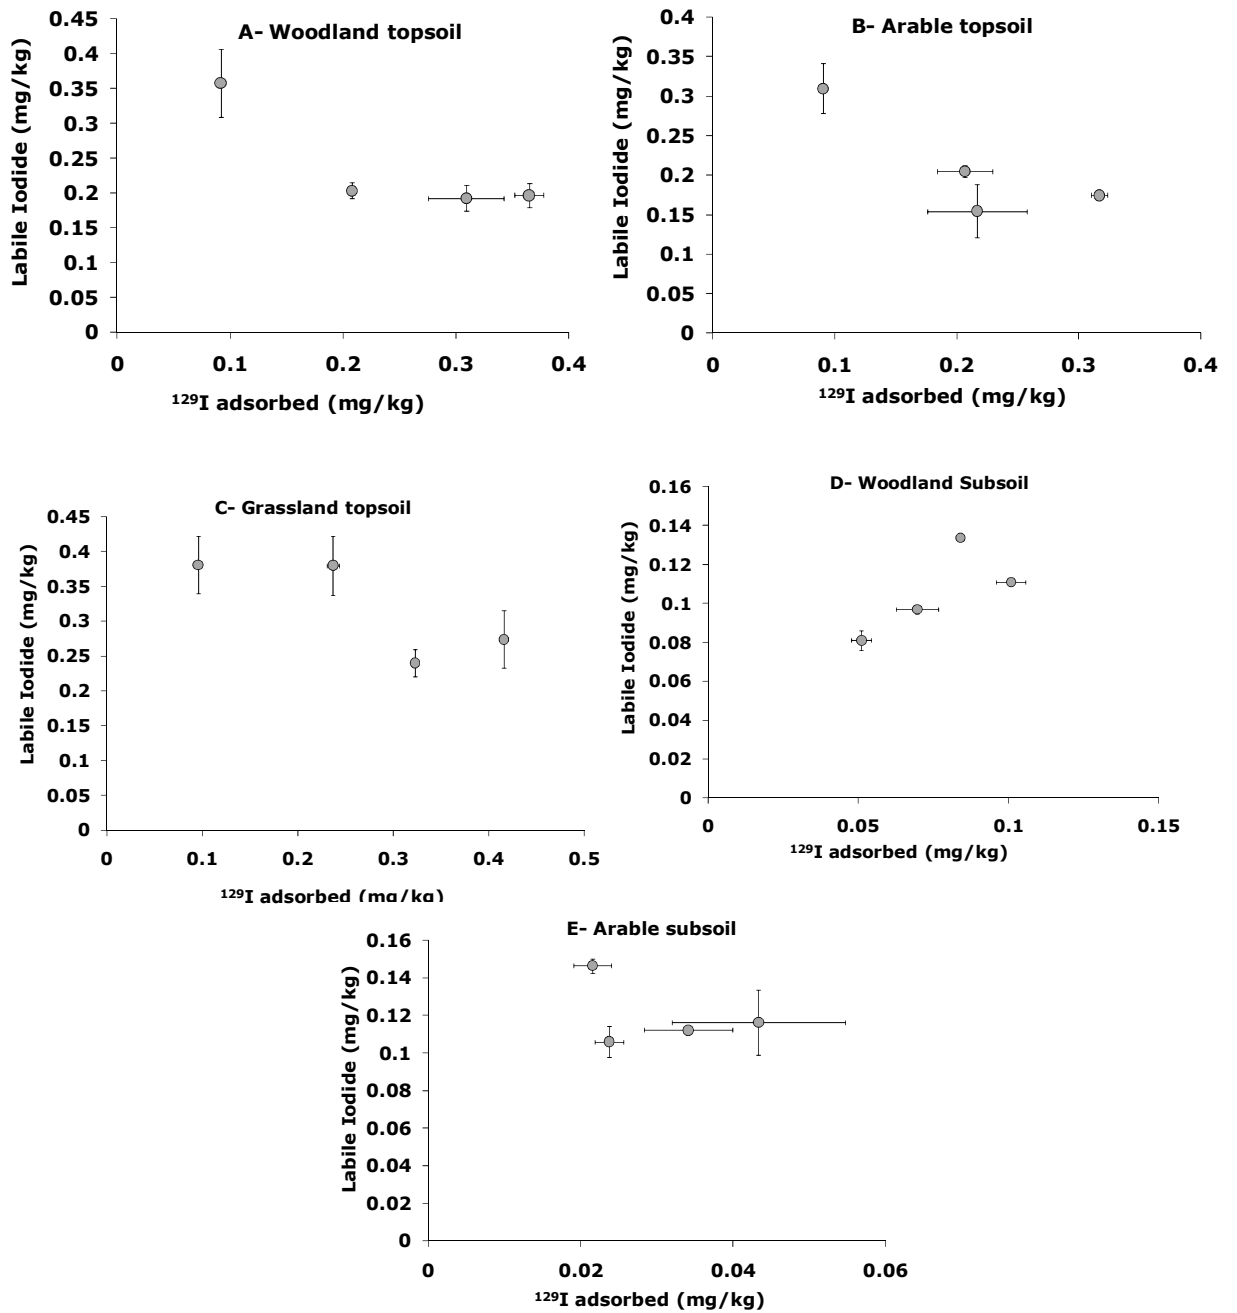 A- Woodland topsoil
Labile Iodide (mg/kg)
0.45
0.4
0.35
0.3
0.25
0.2
0.15
0.1
0.05
0
0 0.1 0.2 0.3 0.4
¹²⁹I adsorbed (mg/kg)
B- Arable topsoil
Labile Iodide (mg/kg)
0.4
0.35
0.3
0.25
0.2
0.15
0.1
0.05
0
0 0.1 0.2 0.3 0.4
¹²⁹I adsorbed (mg/kg)
C- Grassland topsoil
Labile Iodide (mg/kg)
0.45
0.4
0.35
0.3
0.25
0.2
0.15
0.1
0.05
0
0 0.1 0.2 0.3 0.4 0.5
¹²⁹I adsorbed (mg/kg)
D- Woodland Subsoil
Labile Iodide (mg/kg)
0.16
0.14
0.12
0.1
0.08
0.06
0.04
0.02
0
0 0.05 0.1 0.15
¹²⁹I adsorbed (mg/kg)
E- Arable subsoil
Labile Iodide (mg/kg)
0.16
0.14
0.12
0.1
0.08
0.06
0.04
0.02
0
0 0.02 0.04 0.06
¹²⁹I adsorbed (mg/kg)